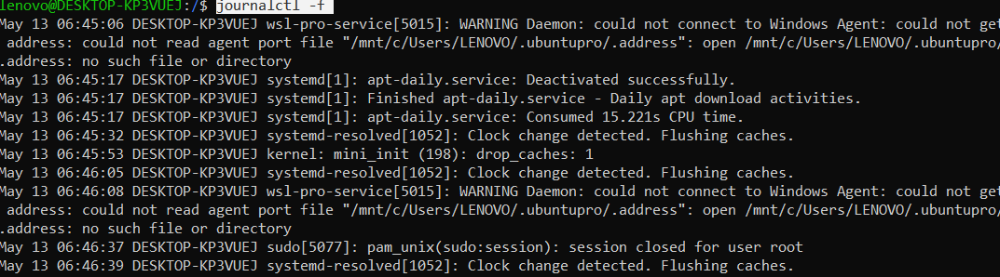 lenovo@DESKTOP-KP3VUEJ:/$ journalctl -f
May 13 06:45:06 DESKTOP-KP3VUEJ wsl-pro-service[5015]: WARNING Daemon: could not connect to Windows Agent: could not get
address: could not read agent port file "/mnt/c/Users/LENOVO/.ubuntupro/.address": open /mnt/c/Users/LENOVO/.ubuntupro/
.address: no such file or directory
May 13 06:45:17 DESKTOP-KP3VUEJ systemd[1]: apt-daily.service: Deactivated successfully.
May 13 06:45:17 DESKTOP-KP3VUEJ systemd[1]: Finished apt-daily.service - Daily apt download activities.
May 13 06:45:17 DESKTOP-KP3VUEJ systemd[1]: apt-daily.service: Consumed 15.221s CPU time.
May 13 06:45:32 DESKTOP-KP3VUEJ systemd-resolved[1052]: Clock change detected. Flushing caches.
May 13 06:45:53 DESKTOP-KP3VUEJ kernel: mini_init (198): drop_caches: 1
May 13 06:46:05 DESKTOP-KP3VUEJ systemd-resolved[1052]: Clock change detected. Flushing caches.
May 13 06:46:08 DESKTOP-KP3VUEJ wsl-pro-service[5015]: WARNING Daemon: could not connect to Windows Agent: could not get
address: could not read agent port file "/mnt/c/Users/LENOVO/.ubuntupro/.address": open /mnt/c/Users/LENOVO/.ubuntupro/
.address: no such file or directory
May 13 06:46:37 DESKTOP-KP3VUEJ sudo[5077]: pam_unix(sudo:session): session closed for user root
May 13 06:46:39 DESKTOP-KP3VUEJ systemd-resolved[1052]: Clock change detected. Flushing caches.